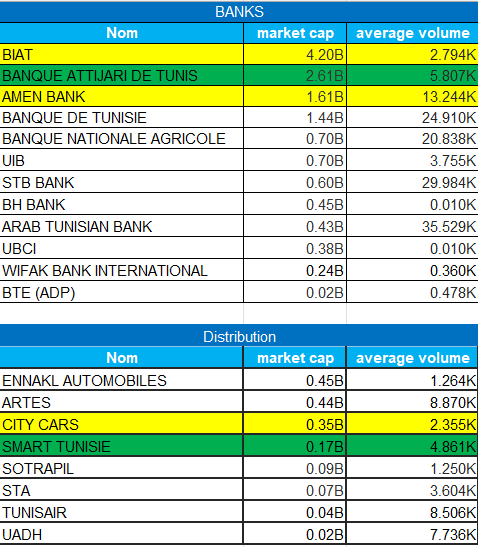 BANKS
Nom market cap average volume
BIAT 4.20B 2.794K
BANQUE ATTIJARI DE TUNIS 2.61B 5.807K
AMEN BANK 1.61B 13.244K
BANQUE DE TUNISIE 1.44B 24.910K
BANQUE NATIONALE AGRICOLE 0.70B 20.838K
UIB 0.70B 3.755K
STB BANK 0.60B 29.984K
BH BANK 0.45B 0.010K
ARAB TUNISIAN BANK 0.43B 35.529K
UBCI 0.38B 0.010K
WIFAK BANK INTERNATIONAL 0.24B 0.360K
BTE (ADP) 0.02B 0.478K
Distribution
Nom market cap average volume
ENNAKL AUTOMOBILES 0.45B 1.264K
ARTES 0.44B 8.870K
CITY CARS 0.35B 2.355K
SMART TUNISIE 0.17B 4.861K
SOTRAPIL 0.09B 1.250K
STA 0.07B 3.604K
TUNISAIR 0.04B 8.506K
UADH 0.02B 7.736K